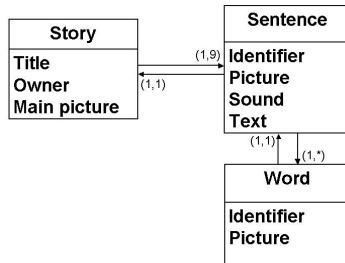 Story
Title
Owner
Main picture
(1,9)
(1,1)
Sentence
Identifier
Picture
Sound
Text
(1,1)
(1,*)
Word
Identifier
Picture